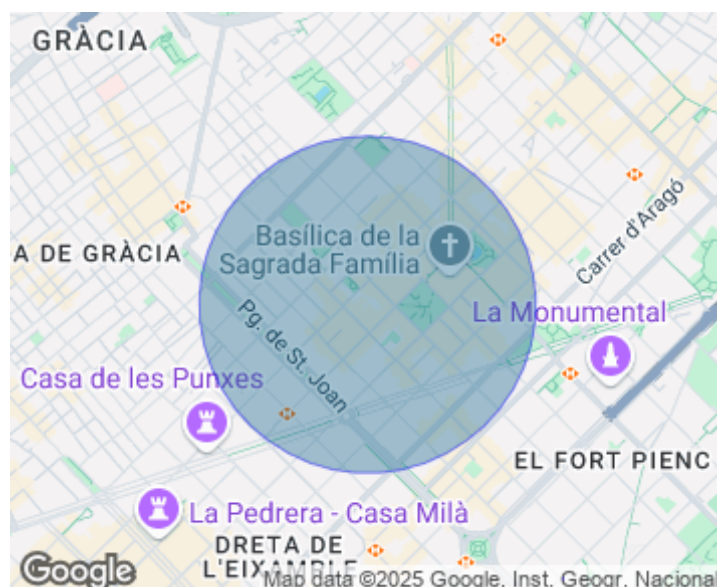 GRÀCIA
Basílica de la
Sagrada Família
A DE GRÀCIA
Carrer d'Aragó
La Monumental
Pg. de St. Joan
Casa de les Punxes
EL FORT PIENC
La Pedrera - Casa Milà
DRETA DE
L'EIXAMPLE
Google
Map data ©2025 Google, Inst. Geogr. Nacional